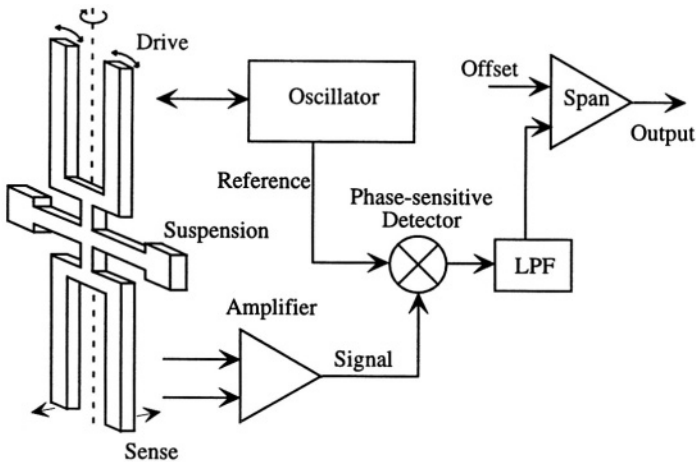 Drive
Oscillator
Offset
Span
Output
Reference
Phase-sensitive
Detector
Suspension
LPF
Amplifier
Signal
Sense